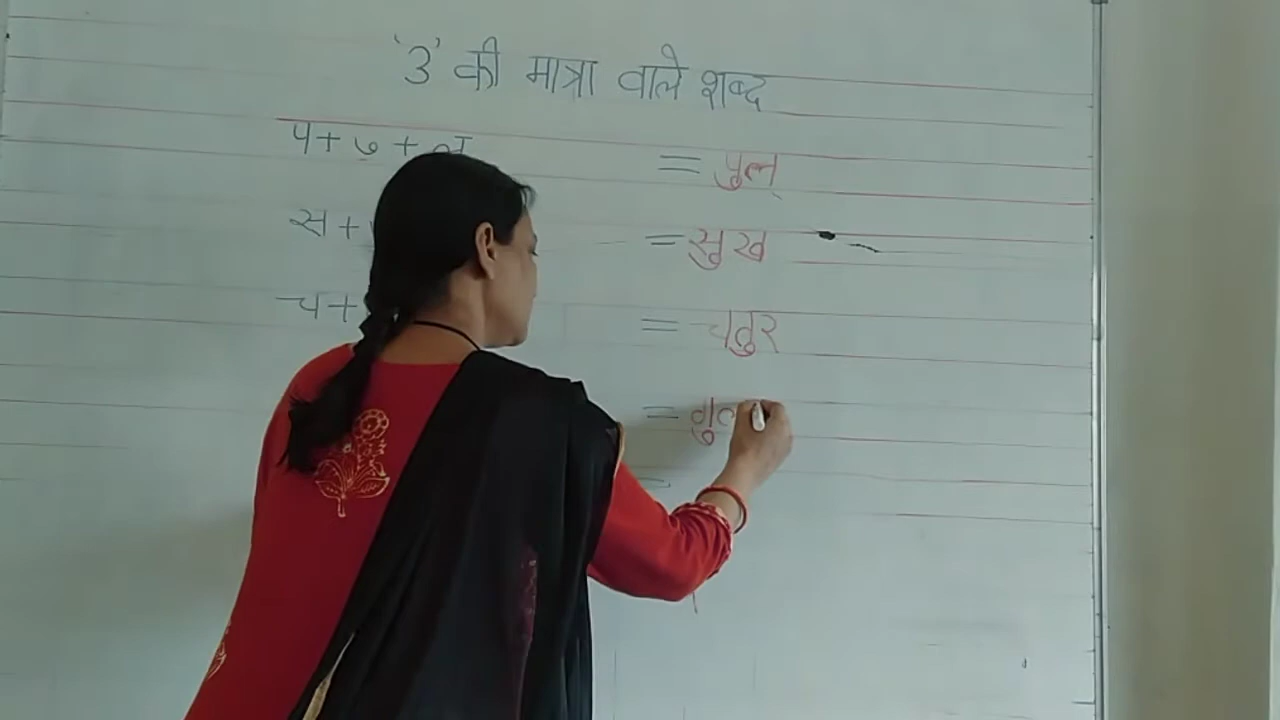 'उ' की मात्रा वाले शब्द
प + ु + ल = पुल
स + = सुख
च + = चतुर
= गुल
=